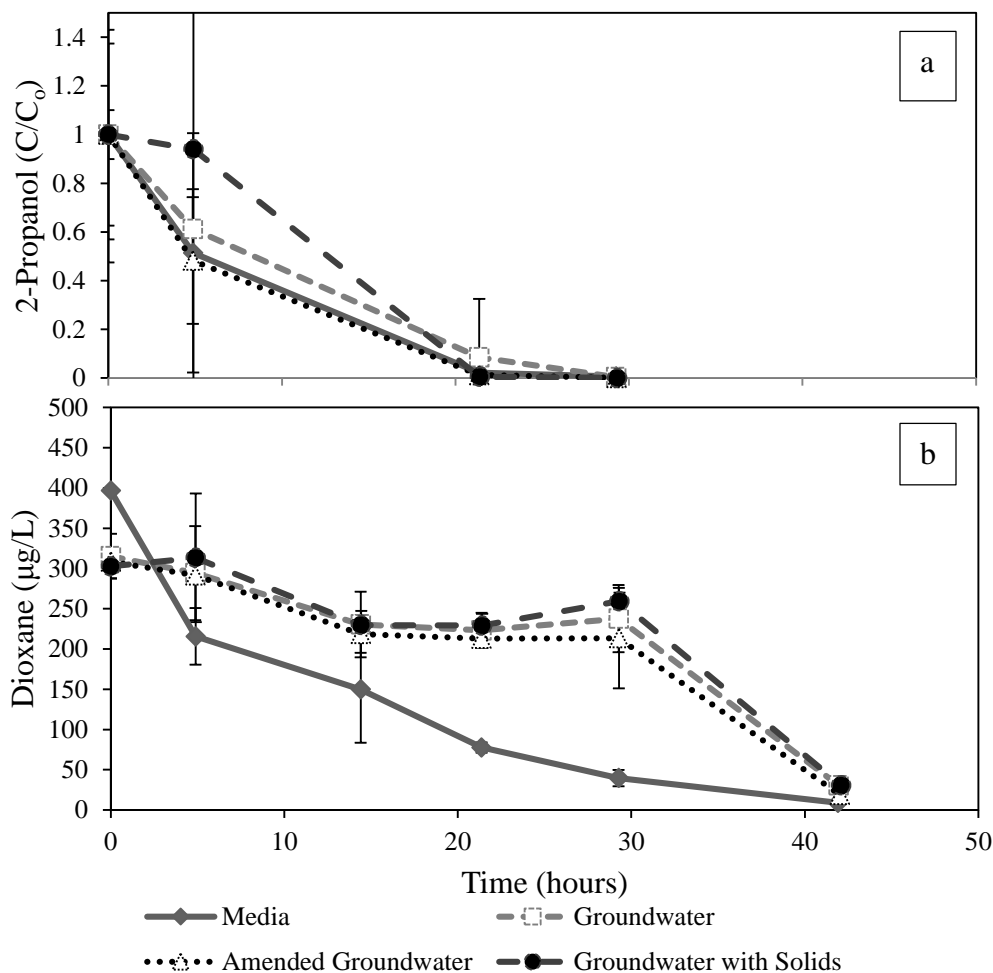 a
2-Propanol (C/Cₒ)
1.4
1.2
1
0.8
0.6
0.4
0.2
0
b
Dioxane (µg/L)
500
450
400
350
300
250
200
150
100
50
0
0 10 20 30 40 50
Time (hours)
Media Groundwater
Amended Groundwater Groundwater with Solids